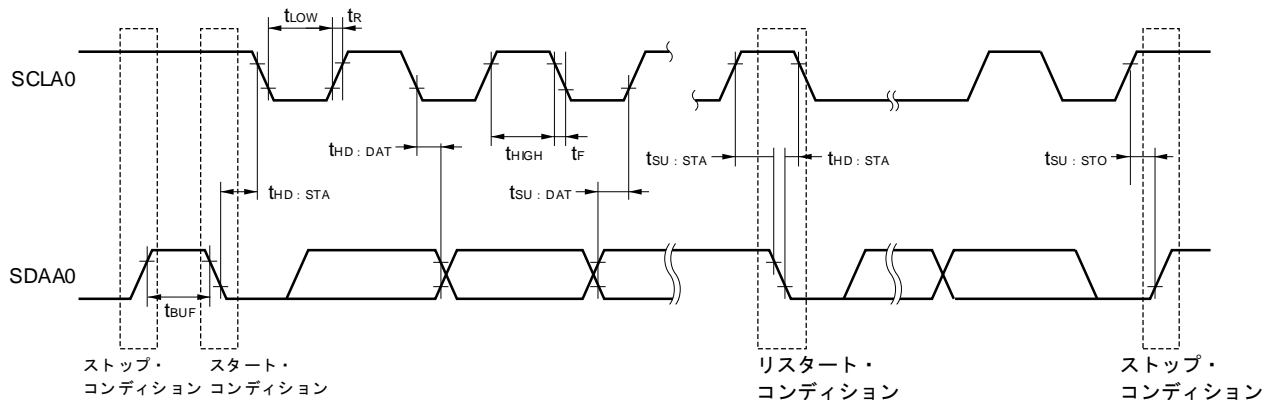 tLOW
tR
SCLA0
tHD : DAT
tHIGH
tF
tSU : STA
tHD : STA
tSU : STO
tHD : STA
tSU : DAT
SDAA0
tBUF
ストップ・
コンディション
スタート・
コンディション
リスタート・
コンディション
ストップ・
コンディション